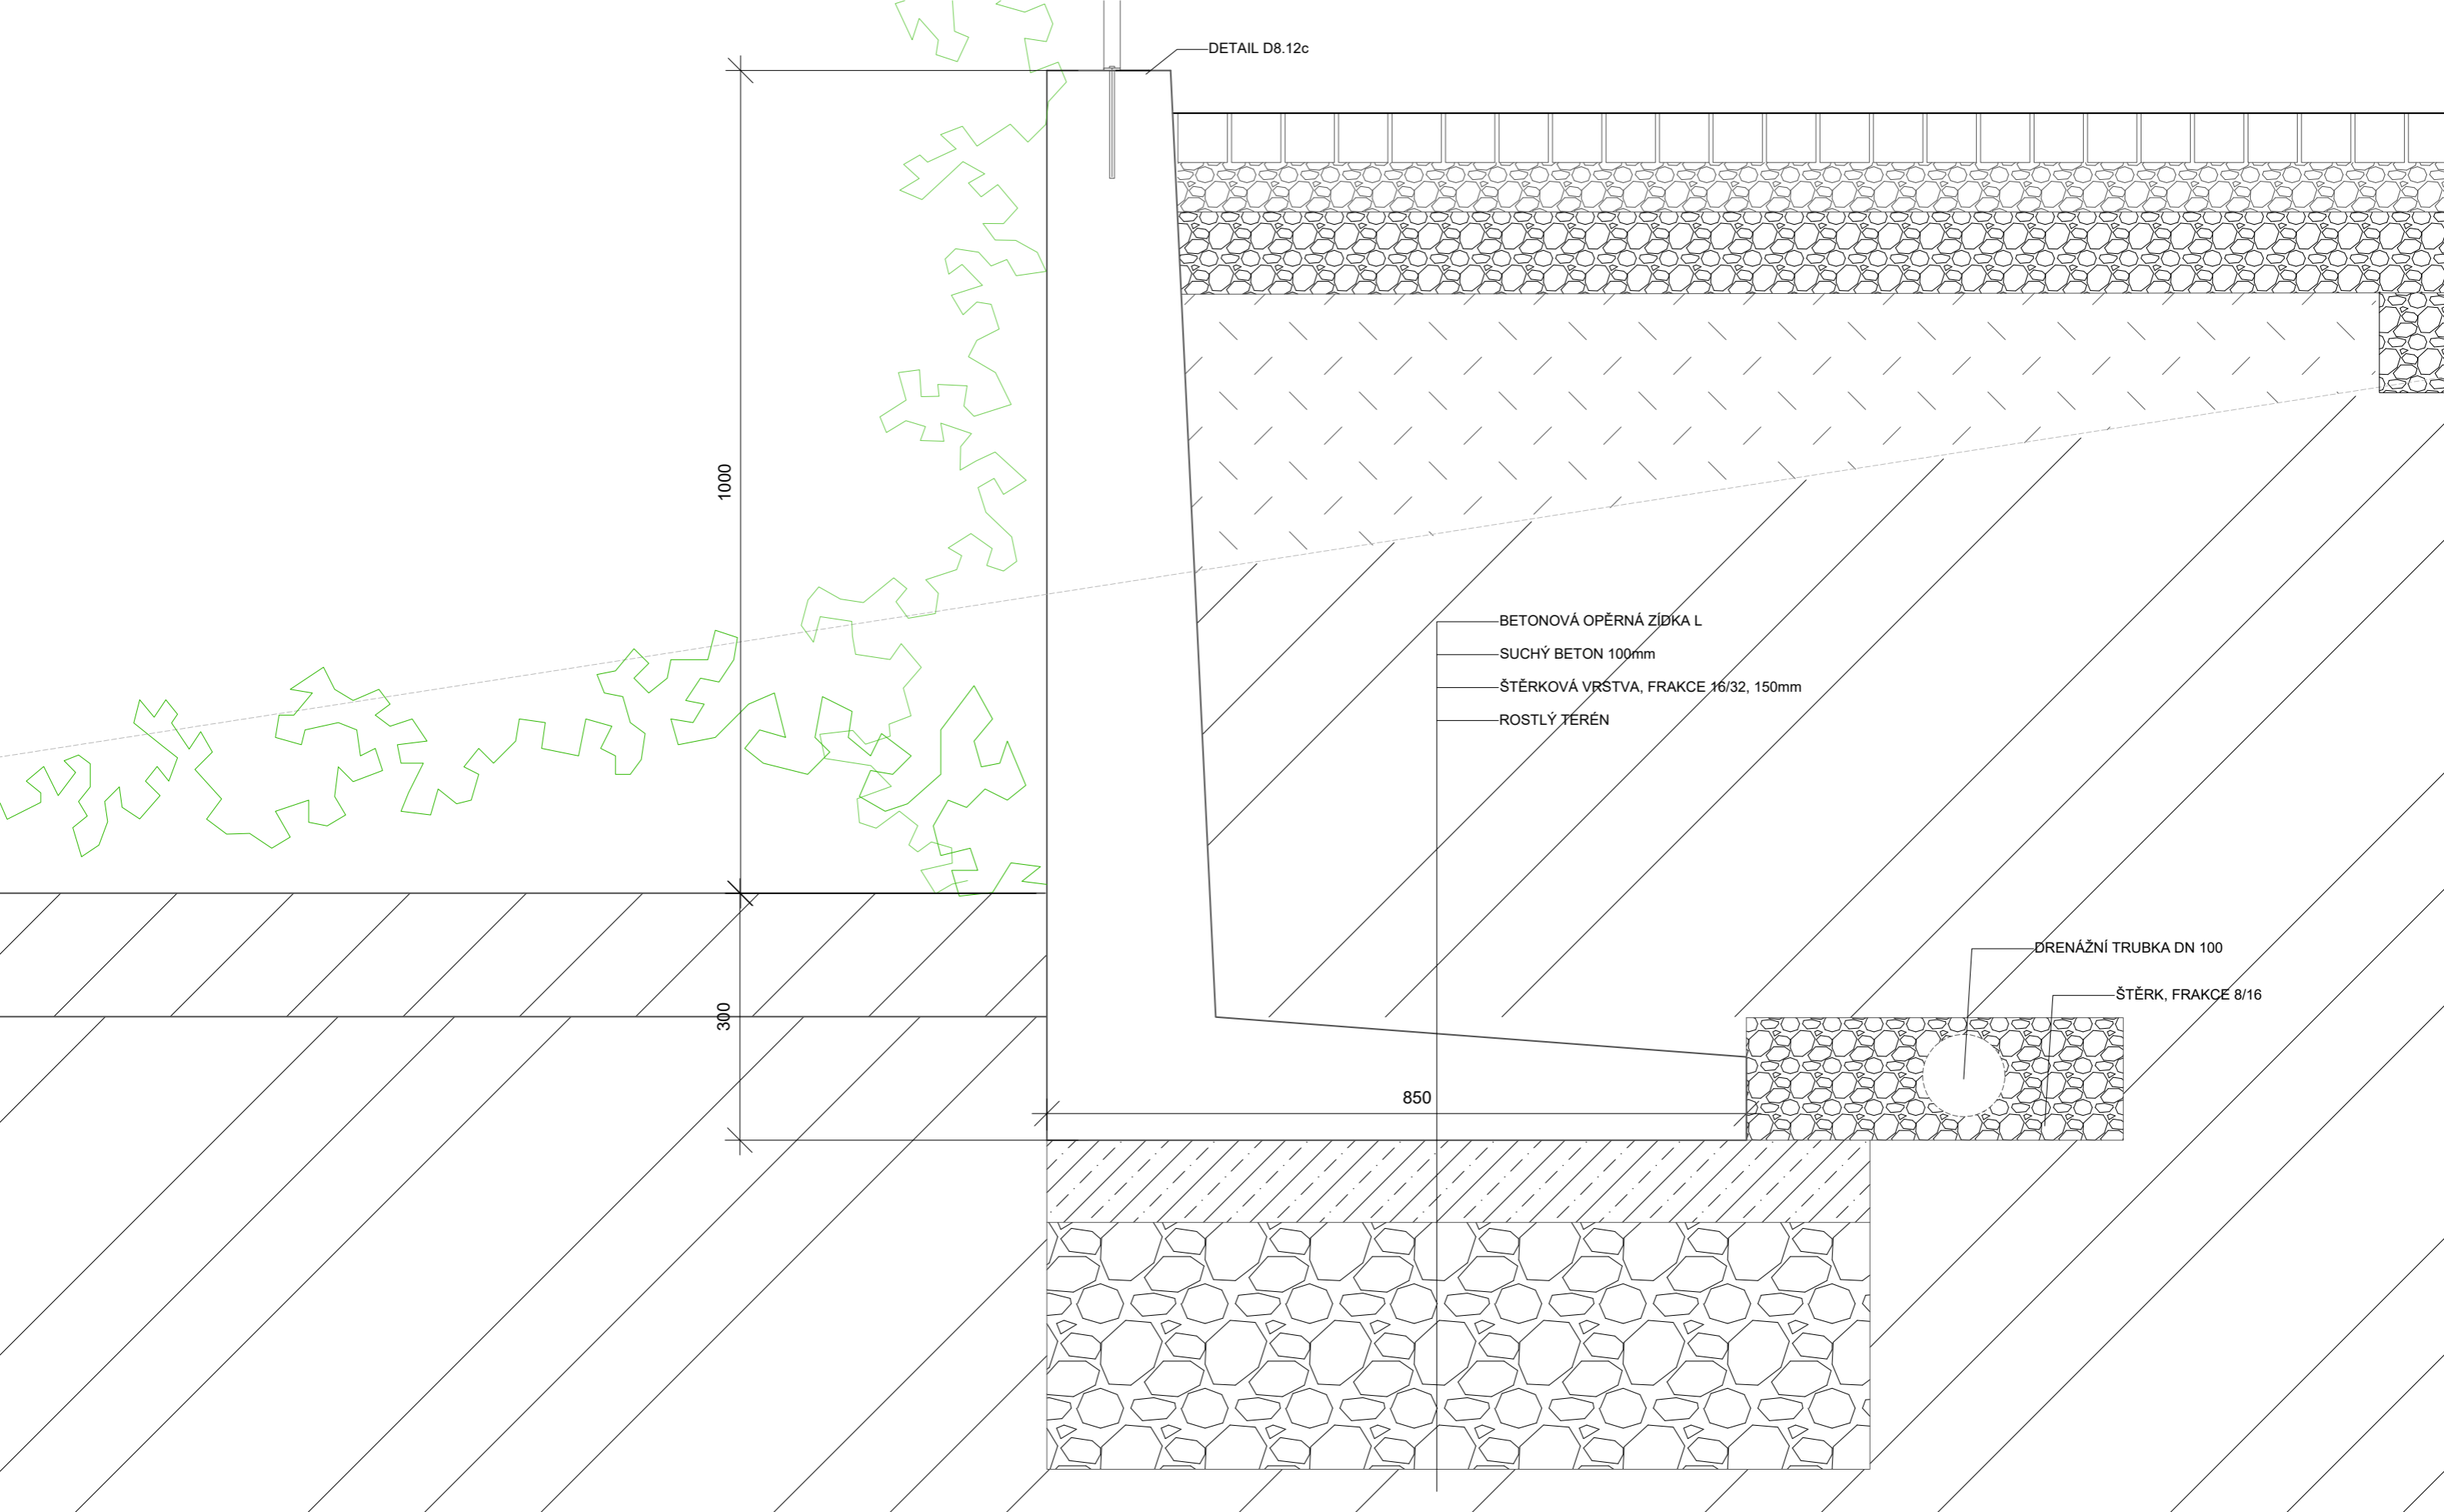 DETAIL D8.12c
1000
BETONOVÁ OPĚRNÁ ZÍDKA L
SUCHÝ BETON 100mm
ŠTĚRKOVÁ VRSTVA, FRAKCE 16/32, 150mm
ROSTLÝ TERÉN
DRENÁŽNÍ TRUBKA DN 100
ŠTĚRK, FRAKCE 8/16
300
850